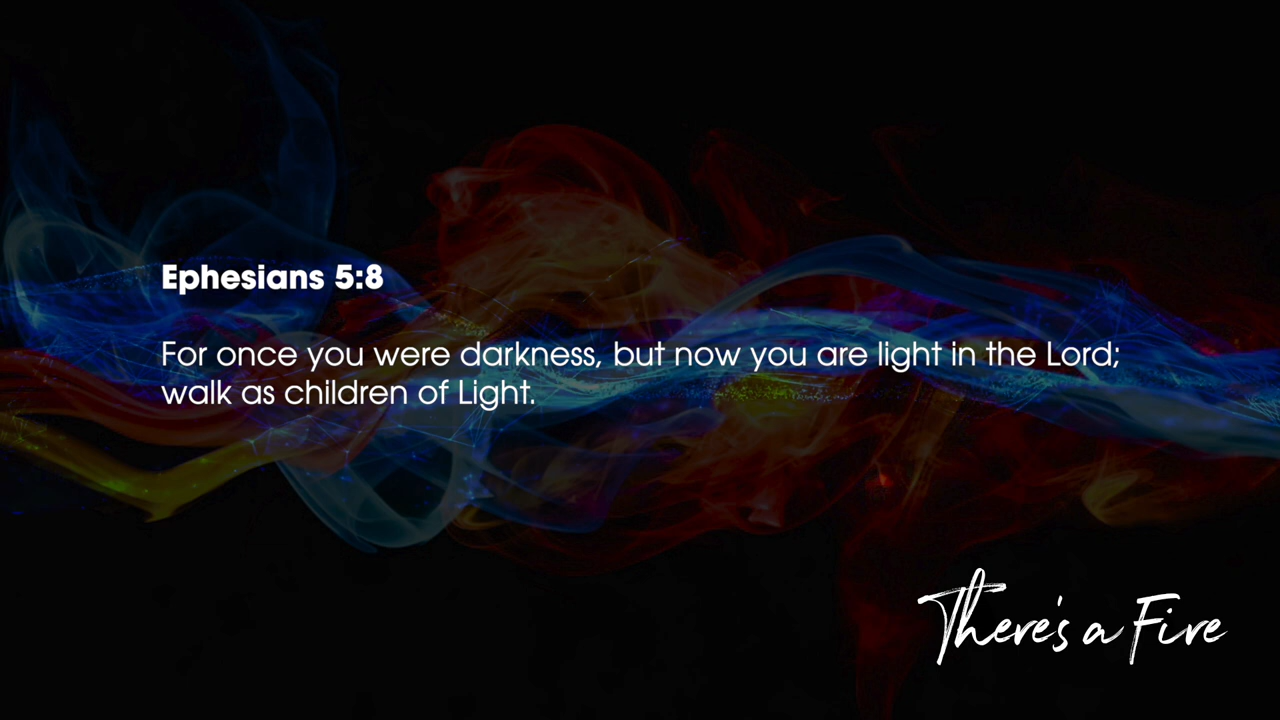 Ephesians 5:8
For once you were darkness, but now you are light in the Lord;
walk as children of Light.
There's a Fire